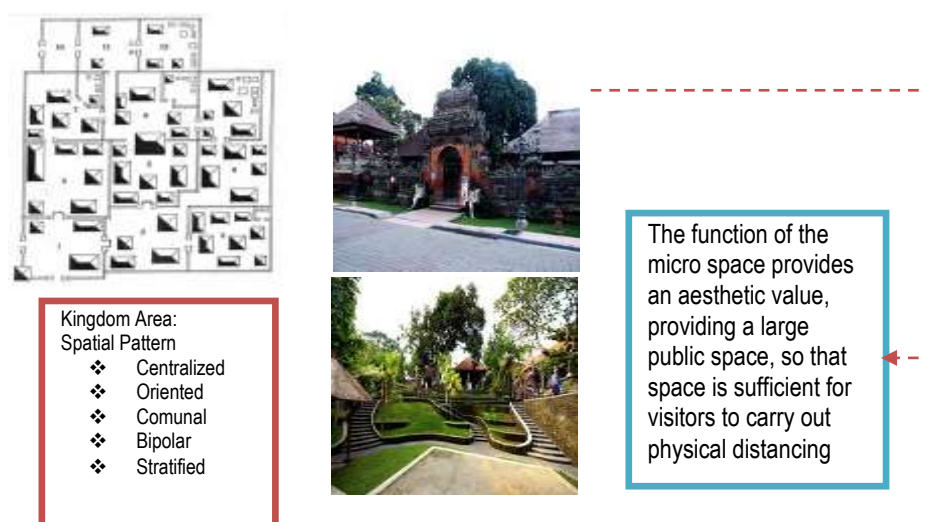 Kingdom Area:
Spatial Pattern
❖ Centralized
❖ Oriented
❖ Comunal
❖ Bipolar
❖ Stratified
The function of the
micro space provides
an aesthetic value,
providing a large
public space, so that
space is sufficient for
visitors to carry out
physical distancing